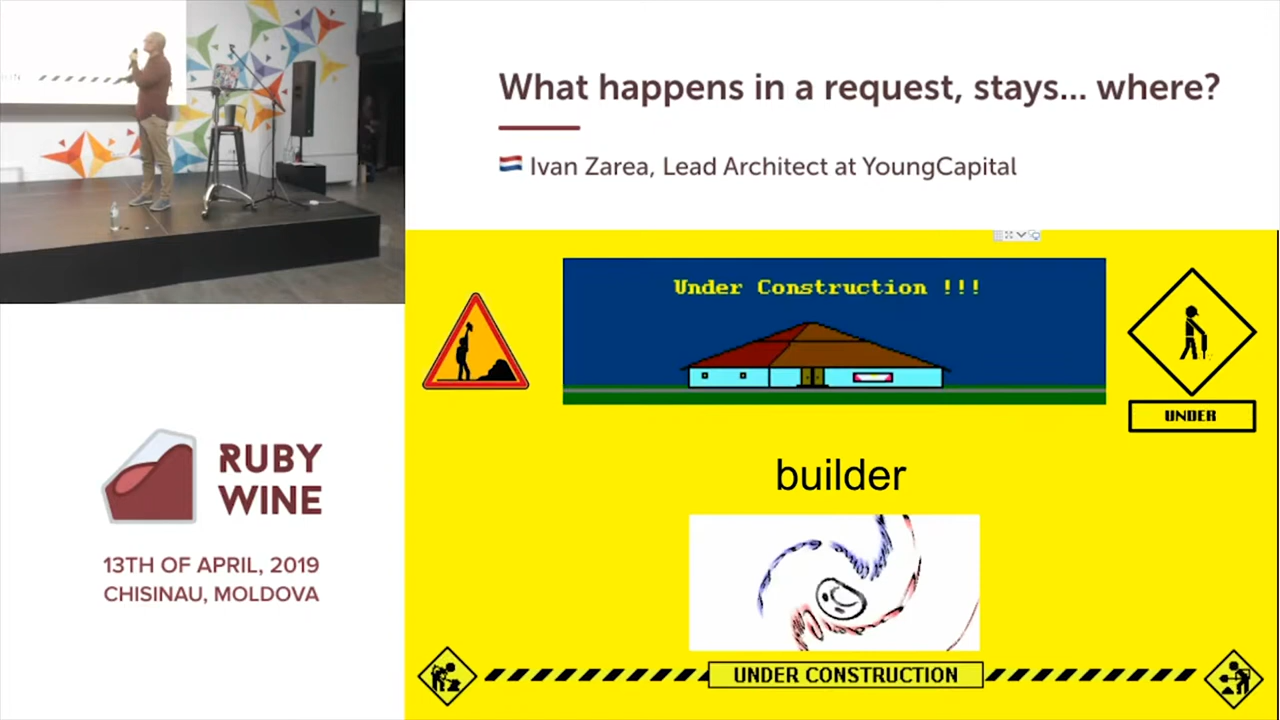 What happens in a request, stays... where?
Ivan Zarea, Lead Architect at YoungCapital
Under Construction !!!
UNDER
builder
UNDER CONSTRUCTION
RUBY
WINE
13TH OF APRIL, 2019
CHISINAU, MOLDOVA